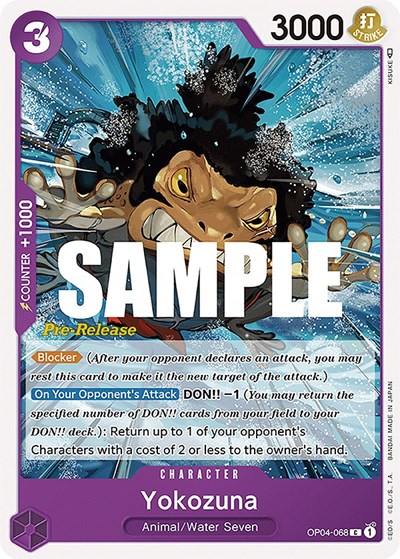 3
3000
打
STRIKE
KISUKE
COUNTER +1000
SAMPLE
Pre-Release
Blocker (After your opponent declares an attack, you may
rest this card to make it the new target of the attack.)
On Your Opponent's Attack DON!! −1 (You may return the
specified number of DON!! cards from your field to your
DON!! deck.): Return up to 1 of your opponent's
Characters with a cost of 2 or less to the owner's hand.
CHARACTER
Yokozuna
Animal/Water Seven
OP04-068 C 1
©E.O/S. ©E.O/S., T.A BANDAI MADE IN JAPAN